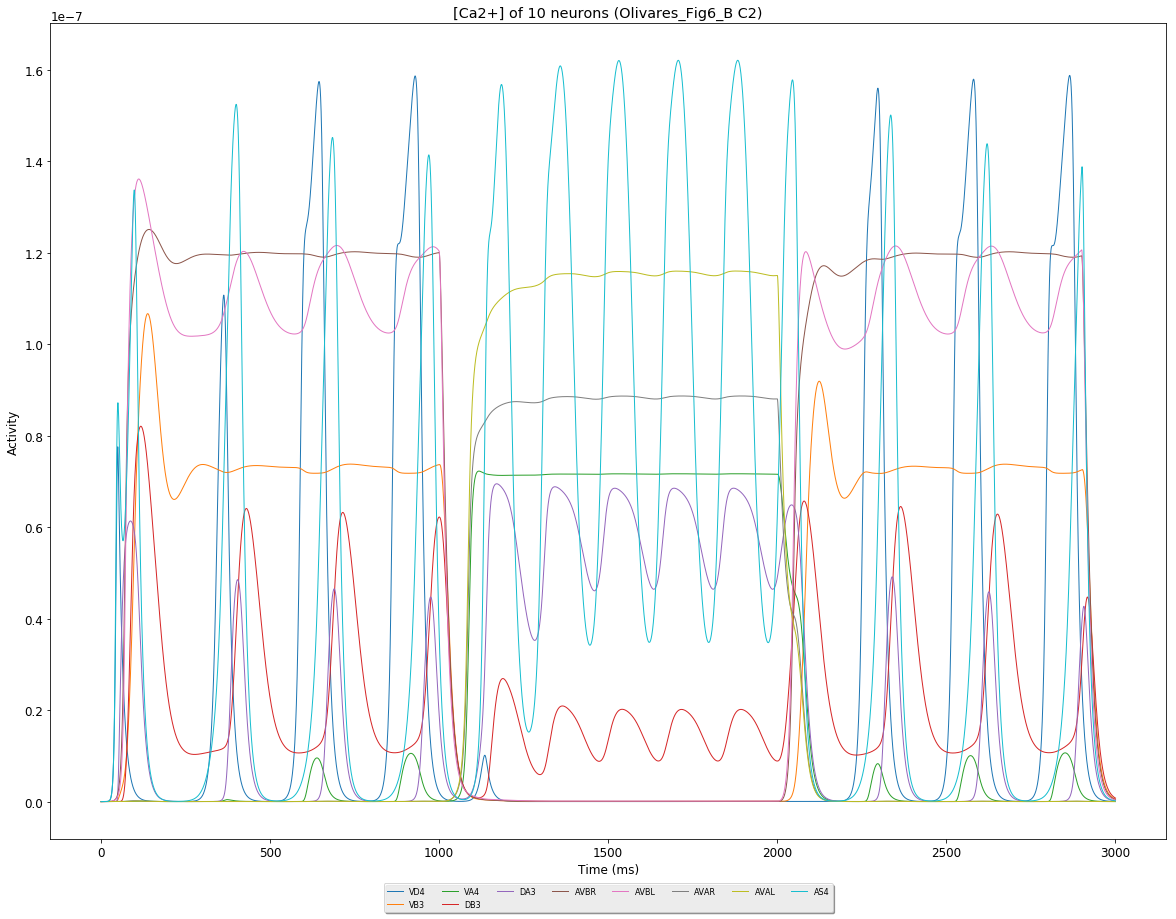 [Ca2+] of 10 neurons (Olivares_Fig6_B C2)
1e−7
1.6
1.4
1.2
1.0
0.8
0.6
0.4
0.2
0.0
Activity
0 500 1000 1500 2000 2500 3000
Time (ms)
VD4 VA4 DA3 AVBR AVBL AVAR AVAL AS4
VB3 DB3